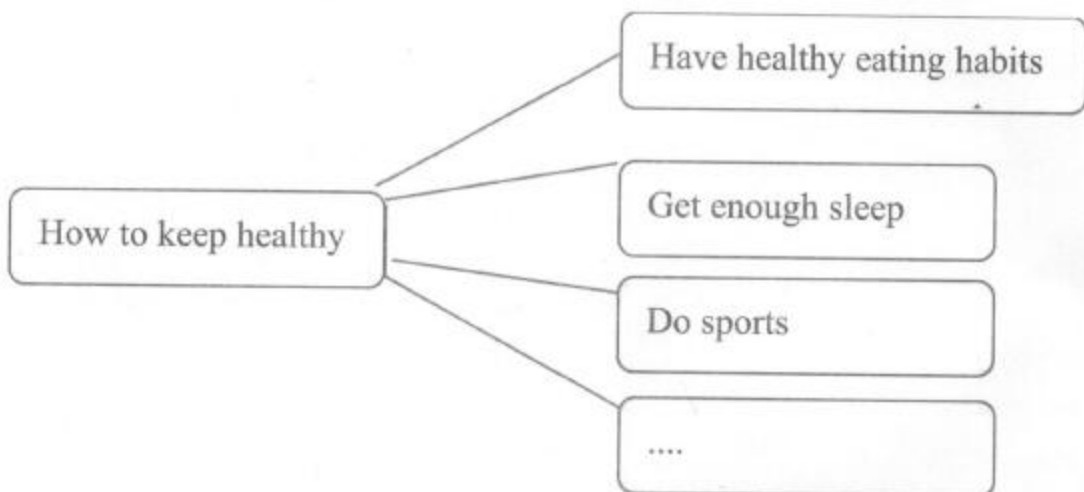 Have healthy eating habits
How to keep healthy
Get enough sleep
Do sports
....